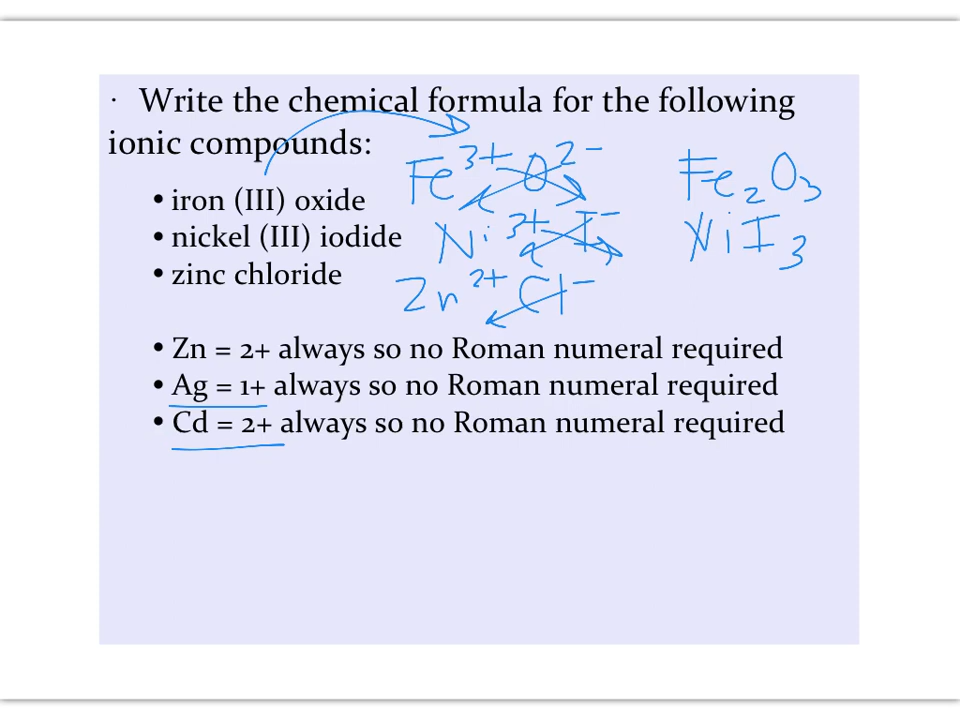 · Write the chemical formula for the following
ionic compounds:
• iron (III) oxide Fe³⁺ O²⁻ Fe₂O₃
• nickel (III) iodide Ni³⁺ I⁻ NiI₃
• zinc chloride Zn²⁺ Cl⁻
• Zn = 2+ always so no Roman numeral required
• Ag = 1+ always so no Roman numeral required
• Cd = 2+ always so no Roman numeral required